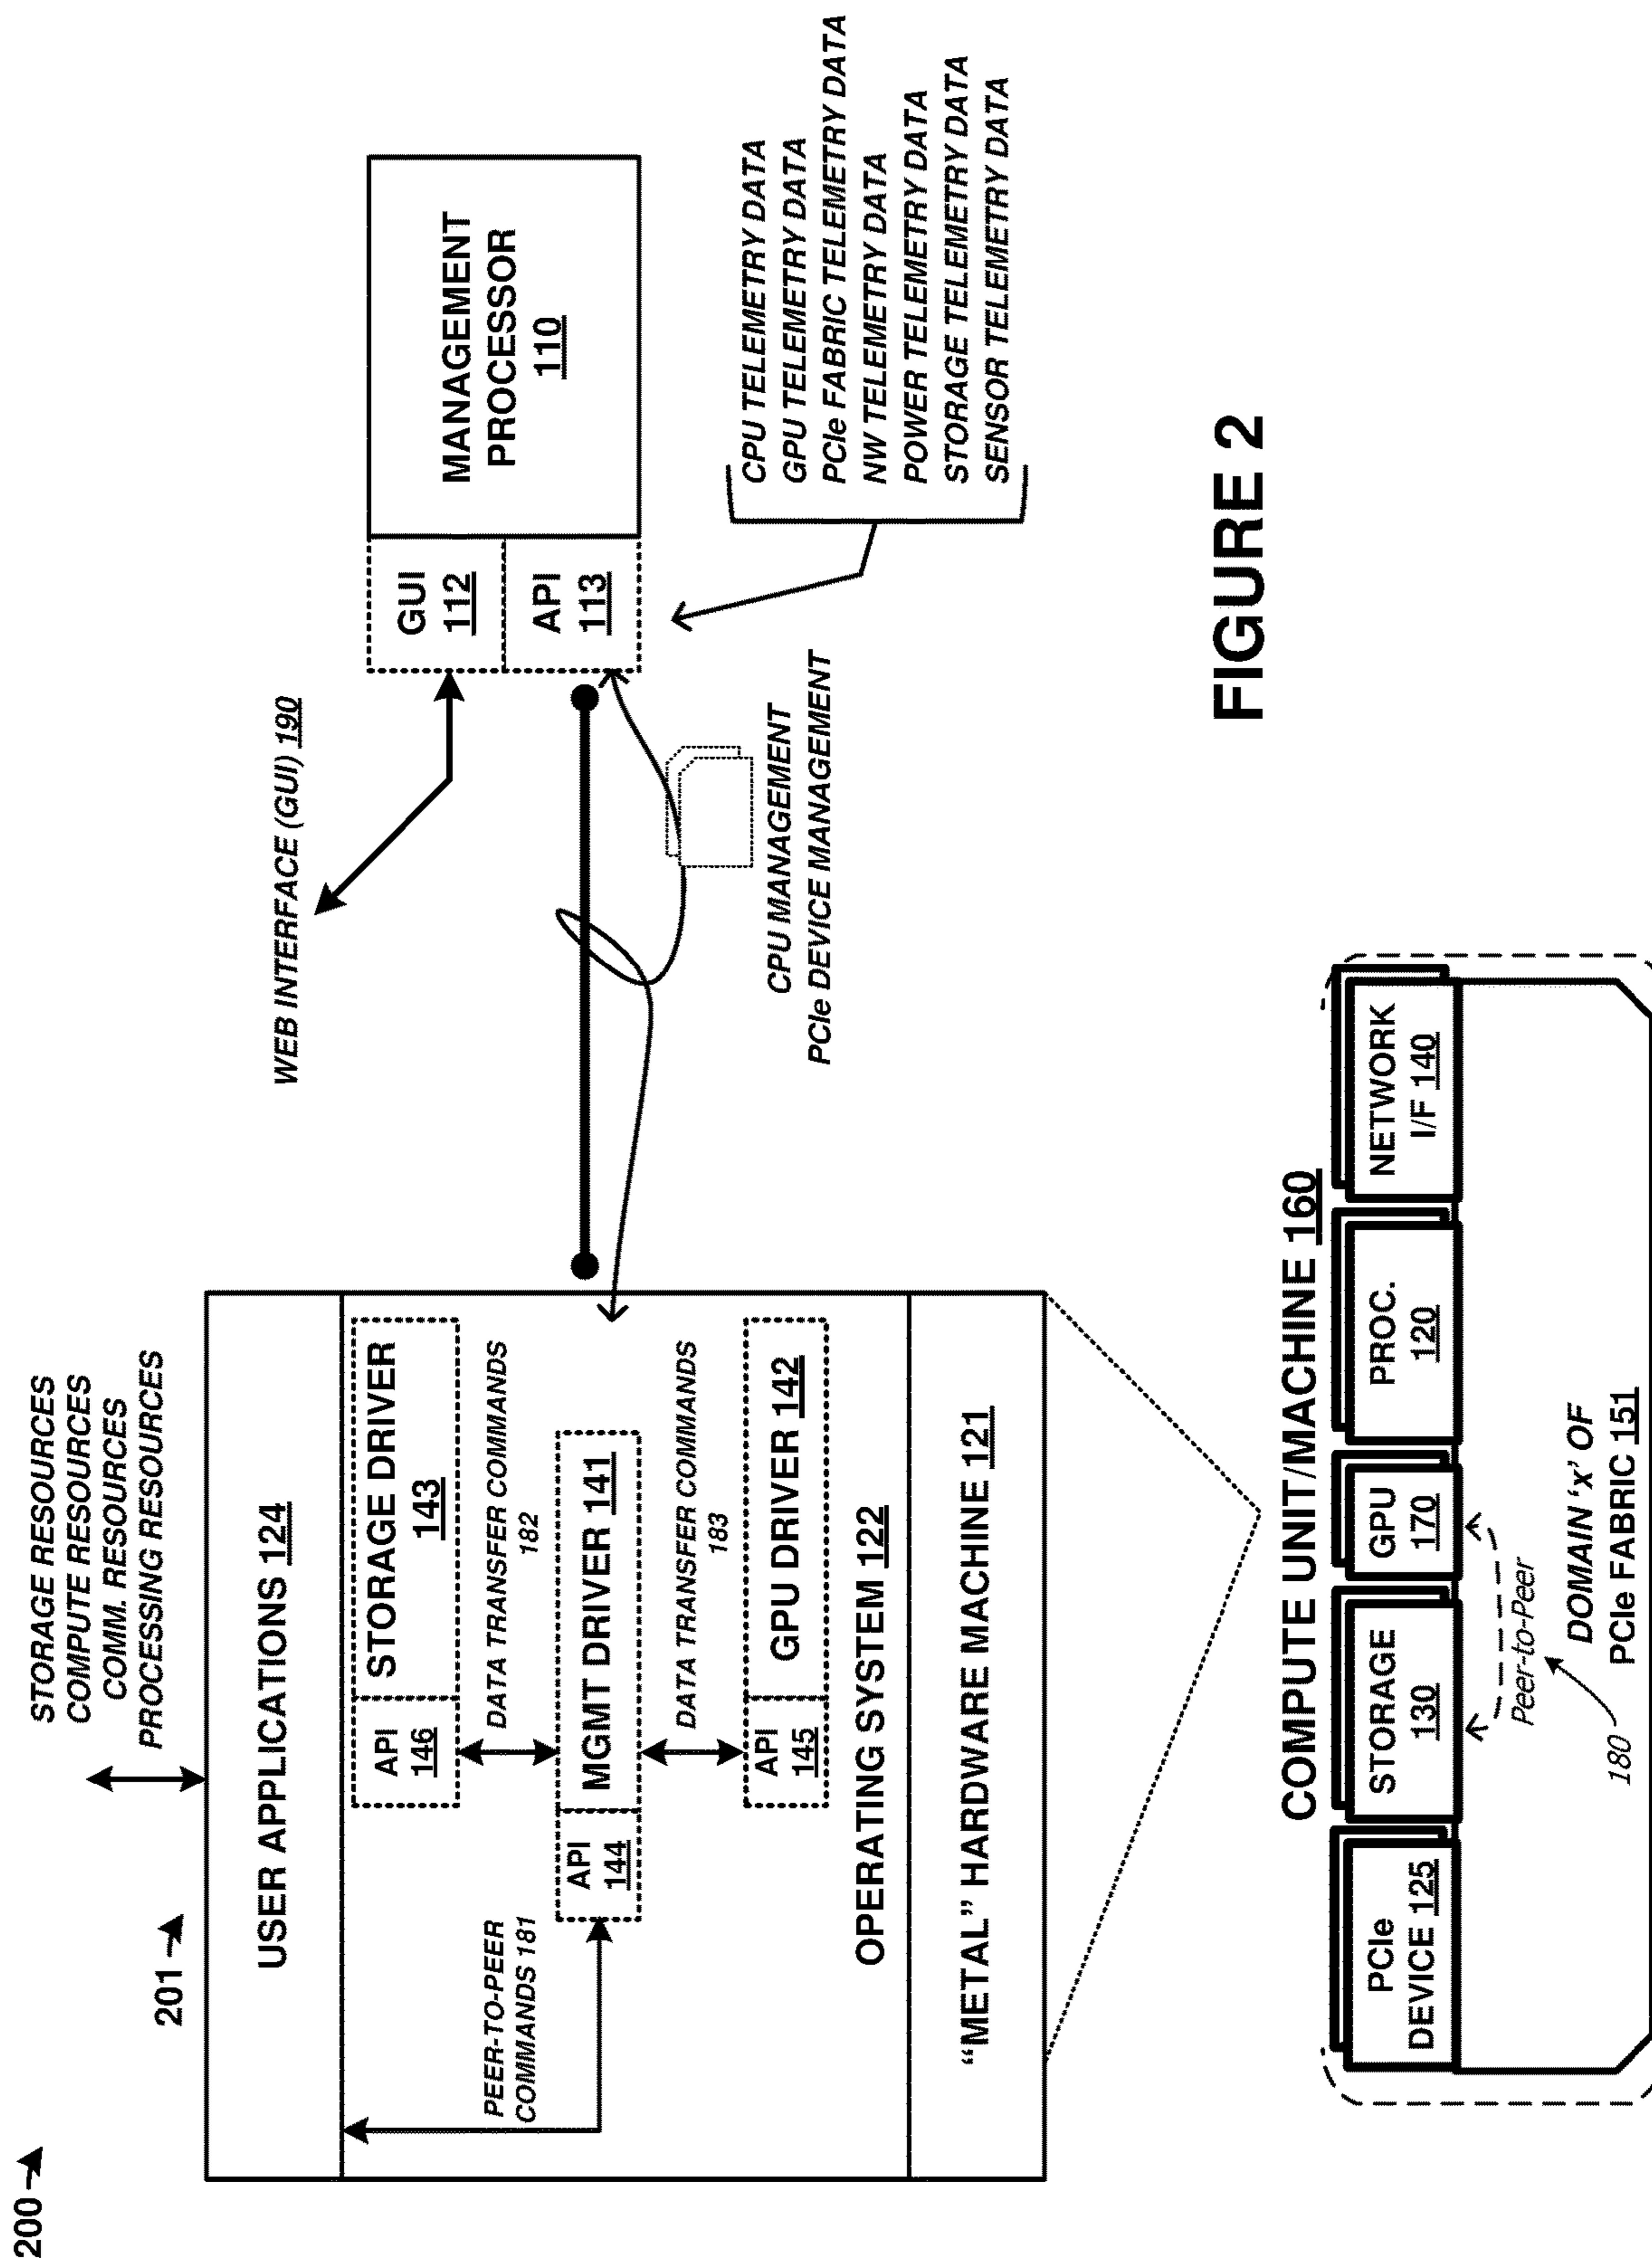 200
201
STORAGE RESOURCES
COMPUTE RESOURCES
COMM. RESOURCES
PROCESSING RESOURCES
USER APPLICATIONS 124
PEER-TO-PEER
COMMANDS 181
API
146
STORAGE DRIVER
143
DATA TRANSFER COMMANDS
182
API
144
MGMT DRIVER 141
DATA TRANSFER COMMANDS
183
API
145
GPU DRIVER 142
OPERATING SYSTEM 122
“METAL” HARDWARE MACHINE 121
WEB INTERFACE (GUI) 190
GUI
112
API
113
MANAGEMENT
PROCESSOR
110
CPU MANAGEMENT
PCIe DEVICE MANAGEMENT
CPU TELEMETRY DATA
GPU TELEMETRY DATA
PCIe FABRIC TELEMETRY DATA
NW TELEMETRY DATA
POWER TELEMETRY DATA
STORAGE TELEMETRY DATA
SENSOR TELEMETRY DATA
COMPUTE UNIT/MACHINE 160
PCIe
DEVICE 125
STORAGE
130
GPU
170
PROC.
120
NETWORK
I/F 140
Peer-to-Peer
180
DOMAIN ‘x’ OF
PCIe FABRIC 151
FIGURE 2